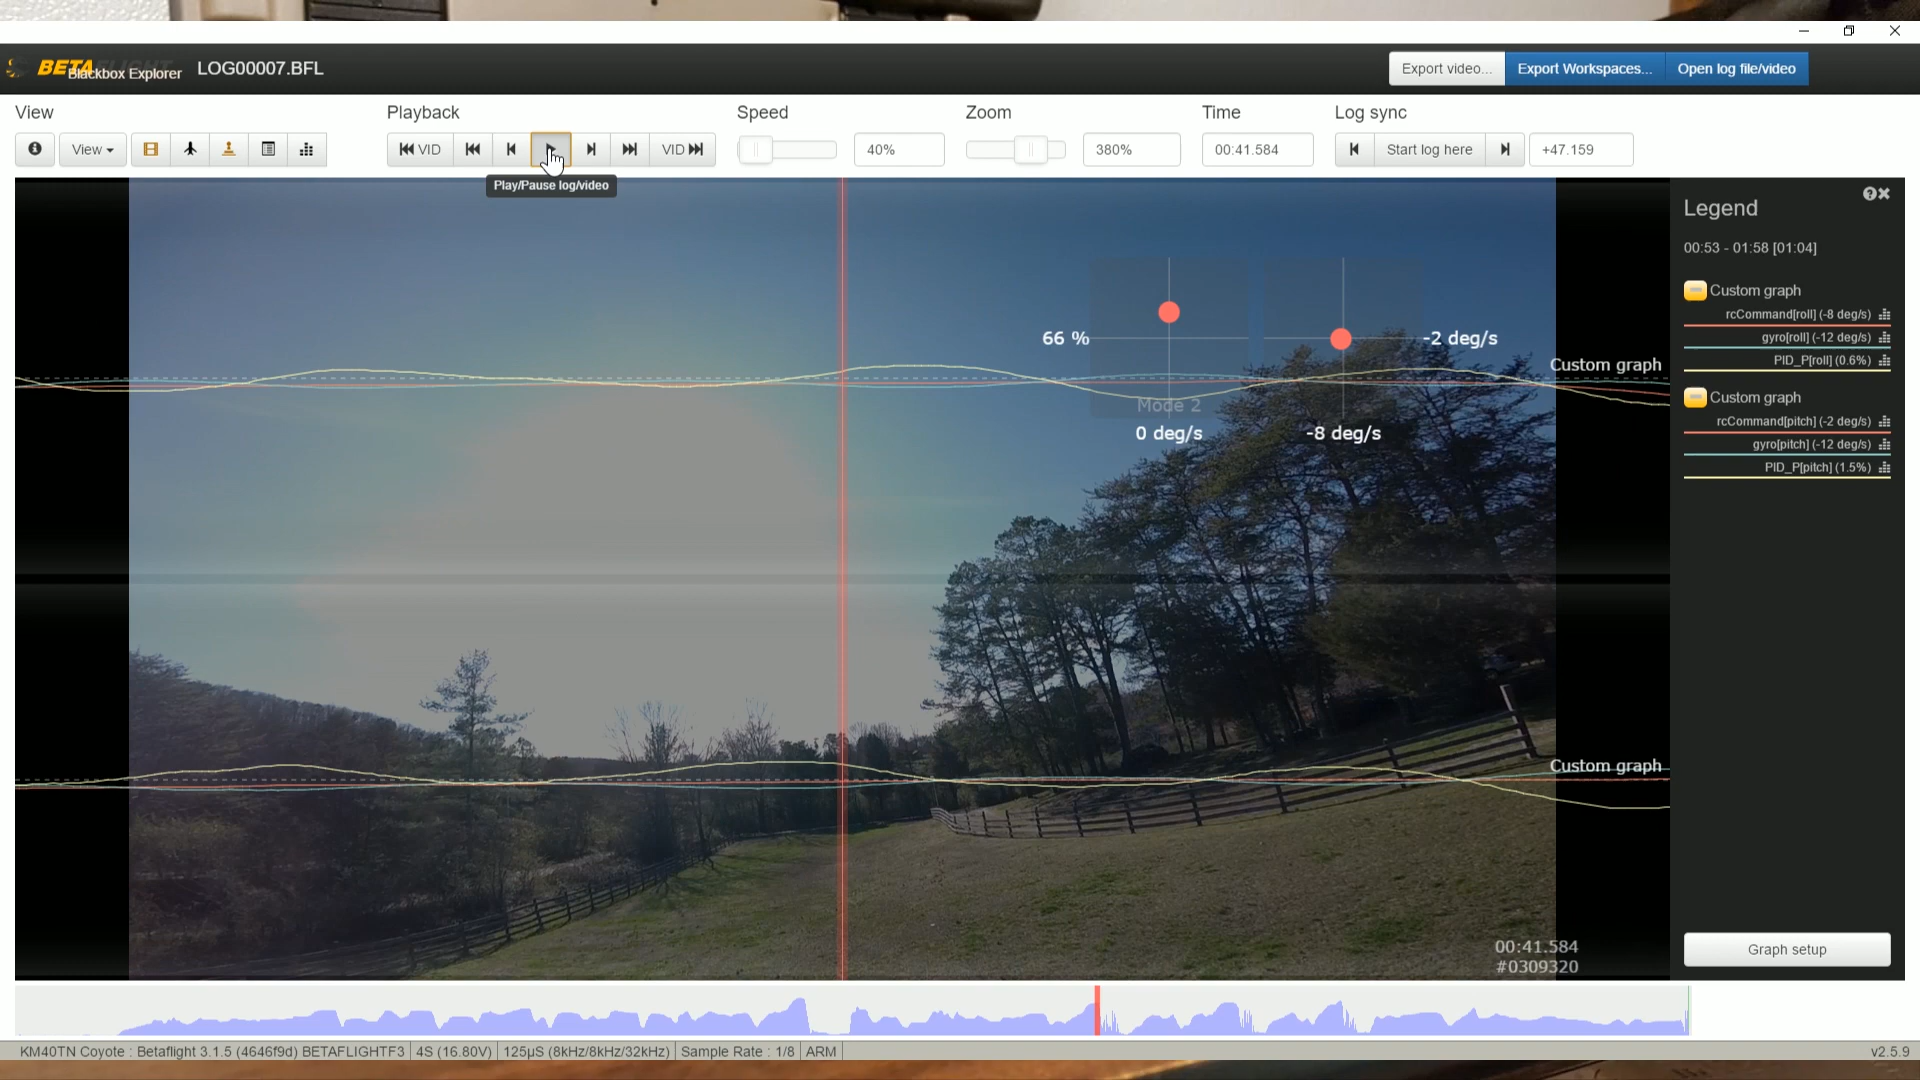 BETAFLIGHT
Blackbox Explorer
LOG00007.BFL
Export video...
Export Workspaces...
Open log file/video
View
Playback
Speed
Zoom
Time
Log sync
View
VID
VID
40%
380%
00:41.584
Start log here
+47.159
Play/Pause log/video
Legend
00:53 - 01:58 [01:04]
Custom graph
rcCommand[roll] (-8 deg/s)
gyro[roll] (-12 deg/s)
PID_P[roll] (0.6%)
Custom graph
rcCommand[pitch] (-2 deg/s)
gyro[pitch] (-12 deg/s)
PID_P[pitch] (1.5%)
66 %
-2 deg/s
Custom graph
Mode 2
0 deg/s
-8 deg/s
Custom graph
00:41.584
#0309320
Graph setup
KM40TN Coyote : Betaflight 3.1.5 (4646f9d) BETAFLIGHTF3
4S (16.80V)
125µS (8kHz/8kHz/32kHz)
Sample Rate : 1/8
ARM
v2.5.9